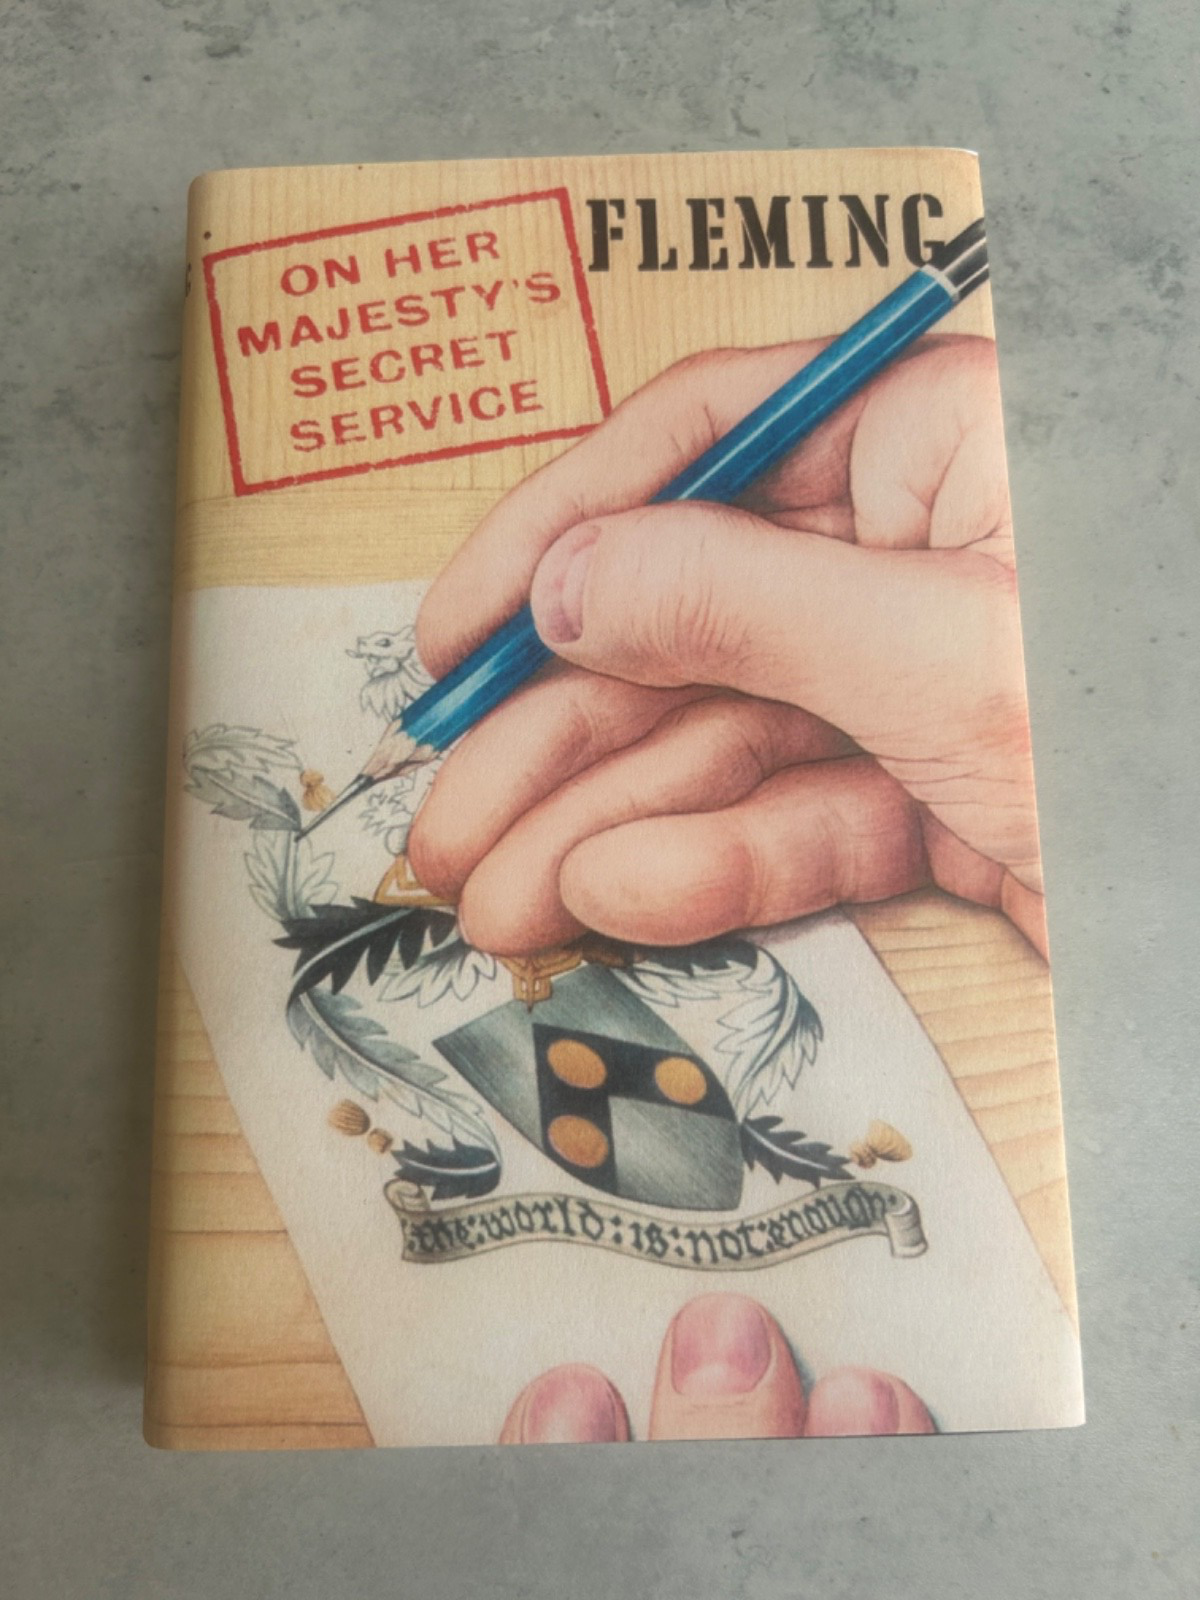 ON HER
MAJESTY'S
SECRET
SERVICE
FLEMING
:the:world:is:not:enough·